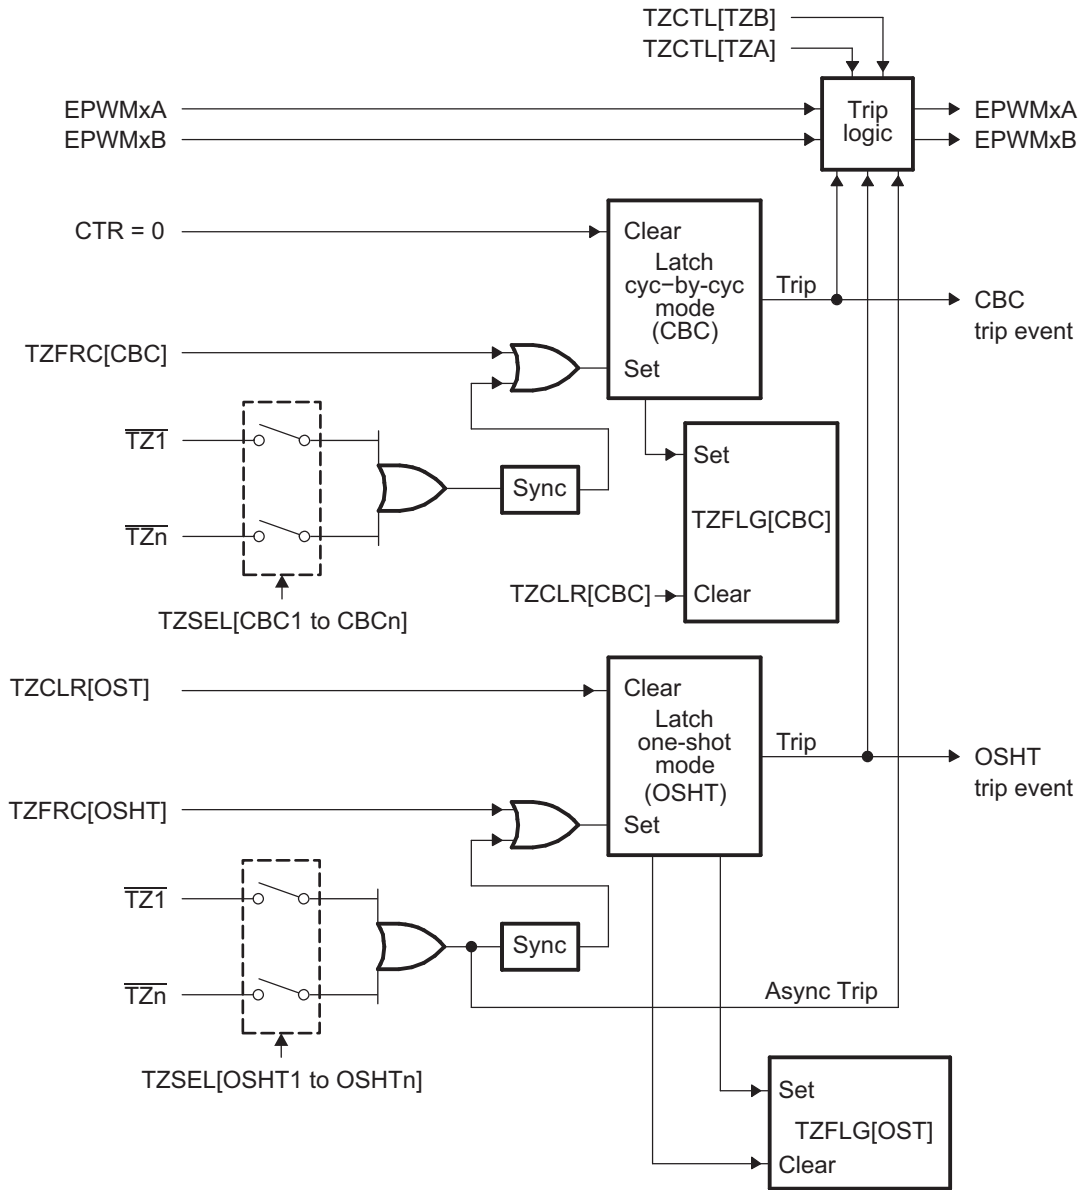 TZCTL[TZB]
TZCTL[TZA]
EPWMxA
EPWMxB
Trip
logic
EPWMxA
EPWMxB
CTR = 0
Clear
Latch
cyc−by-cyc
mode
(CBC)
Set
Trip
CBC
trip event
TZFRC[CBC]
TZ1
TZn
Sync
TZSEL[CBC1 to CBCn]
Set
TZFLG[CBC]
TZCLR[CBC]
Clear
TZCLR[OST]
Clear
Latch
one-shot
mode
(OSHT)
Set
Trip
OSHT
trip event
TZFRC[OSHT]
TZ1
TZn
Sync
Async Trip
TZSEL[OSHT1 to OSHTn]
Set
TZFLG[OST]
Clear